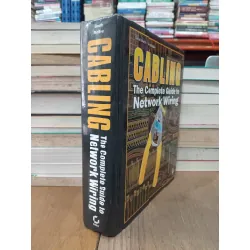 CABLING
The Complete Guide to
Network Wiring
CABLING
The Complete Guide to
Network Wiring